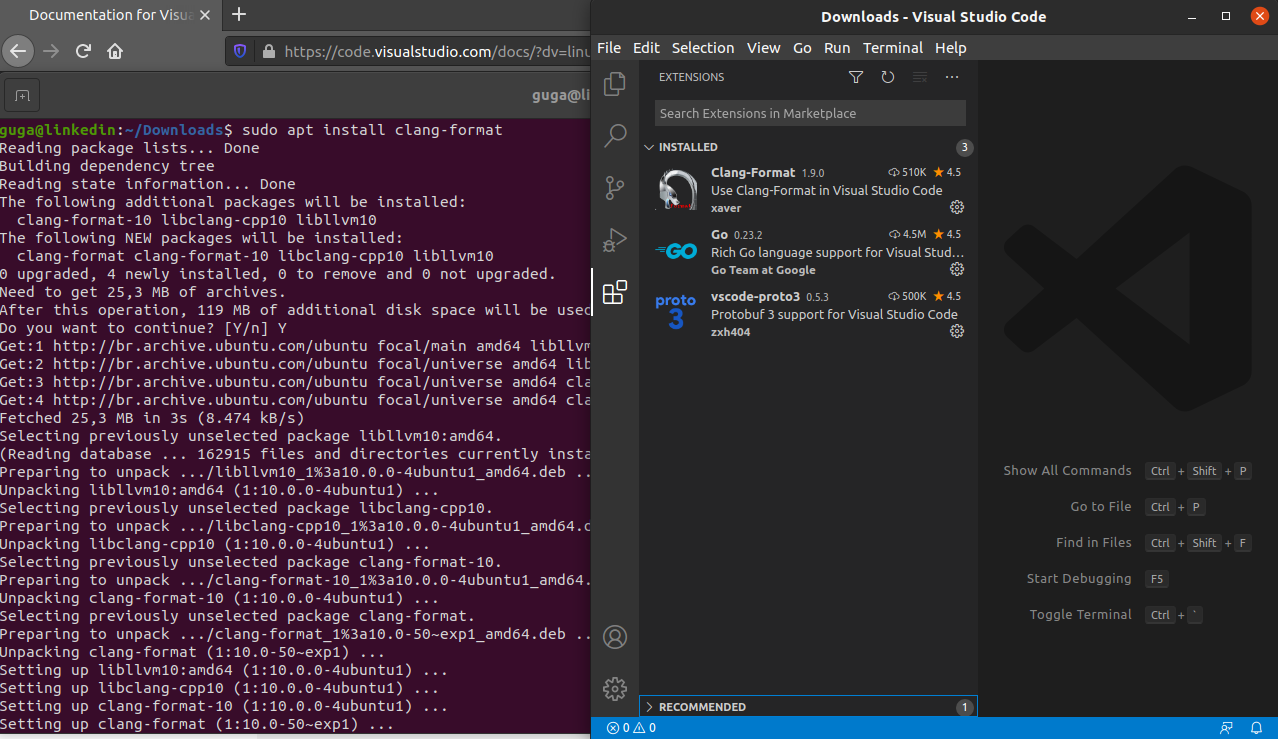 Documentation for Visua
https://code.visualstudio.com/docs/?dv=linu
guga@li
guga@linkedin:~/Downloads$ sudo apt install clang-format
Reading package lists... Done
Building dependency tree
Reading state information... Done
The following additional packages will be installed:
clang-format-10 libclang-cpp10 libllvm10
The following NEW packages will be installed:
clang-format clang-format-10 libclang-cpp10 libllvm10
0 upgraded, 4 newly installed, 0 to remove and 0 not upgraded.
Need to get 25,3 MB of archives.
After this operation, 119 MB of additional disk space will be used
Do you want to continue? [Y/n] Y
Get:1 http://br.archive.ubuntu.com/ubuntu focal/main amd64 libllvm
Get:2 http://br.archive.ubuntu.com/ubuntu focal/universe amd64 lib
Get:3 http://br.archive.ubuntu.com/ubuntu focal/universe amd64 cla
Get:4 http://br.archive.ubuntu.com/ubuntu focal/universe amd64 cla
Fetched 25,3 MB in 3s (8.474 kB/s)
Selecting previously unselected package libllvm10:amd64.
(Reading database ... 162915 files and directories currently insta
Preparing to unpack .../libllvm10_1%3a10.0.0-4ubuntu1_amd64.deb ..
Unpacking libllvm10:amd64 (1:10.0.0-4ubuntu1) ...
Selecting previously unselected package libclang-cpp10.
Preparing to unpack .../libclang-cpp10_1%3a10.0.0-4ubuntu1_amd64.d
Unpacking libclang-cpp10 (1:10.0.0-4ubuntu1) ...
Selecting previously unselected package clang-format-10.
Preparing to unpack .../clang-format-10_1%3a10.0.0-4ubuntu1_amd64.
Unpacking clang-format-10 (1:10.0.0-4ubuntu1) ...
Selecting previously unselected package clang-format.
Preparing to unpack .../clang-format_1%3a10.0-50~exp1_amd64.deb ..
Unpacking clang-format (1:10.0-50~exp1) ...
Setting up libllvm10:amd64 (1:10.0.0-4ubuntu1) ...
Setting up libclang-cpp10 (1:10.0.0-4ubuntu1) ...
Setting up clang-format-10 (1:10.0.0-4ubuntu1) ...
Setting up clang-format (1:10.0-50~exp1) ...
Downloads - Visual Studio Code
File Edit Selection View Go Run Terminal Help
EXTENSIONS
Search Extensions in Marketplace
INSTALLED 3
Clang-Format 1.9.0 510K 4.5
Use Clang-Format in Visual Studio Code
xaver
GO
Go 0.23.2 4.5M 4.5
Rich Go language support for Visual Stud...
Go Team at Google
proto 3
vscode-proto3 0.5.3 500K 4.5
Protobuf 3 support for Visual Studio Code
zxh404
Show All Commands Ctrl + Shift + P
Go to File Ctrl + P
Find in Files Ctrl + Shift + F
Start Debugging F5
Toggle Terminal Ctrl + `
RECOMMENDED 1
0 0